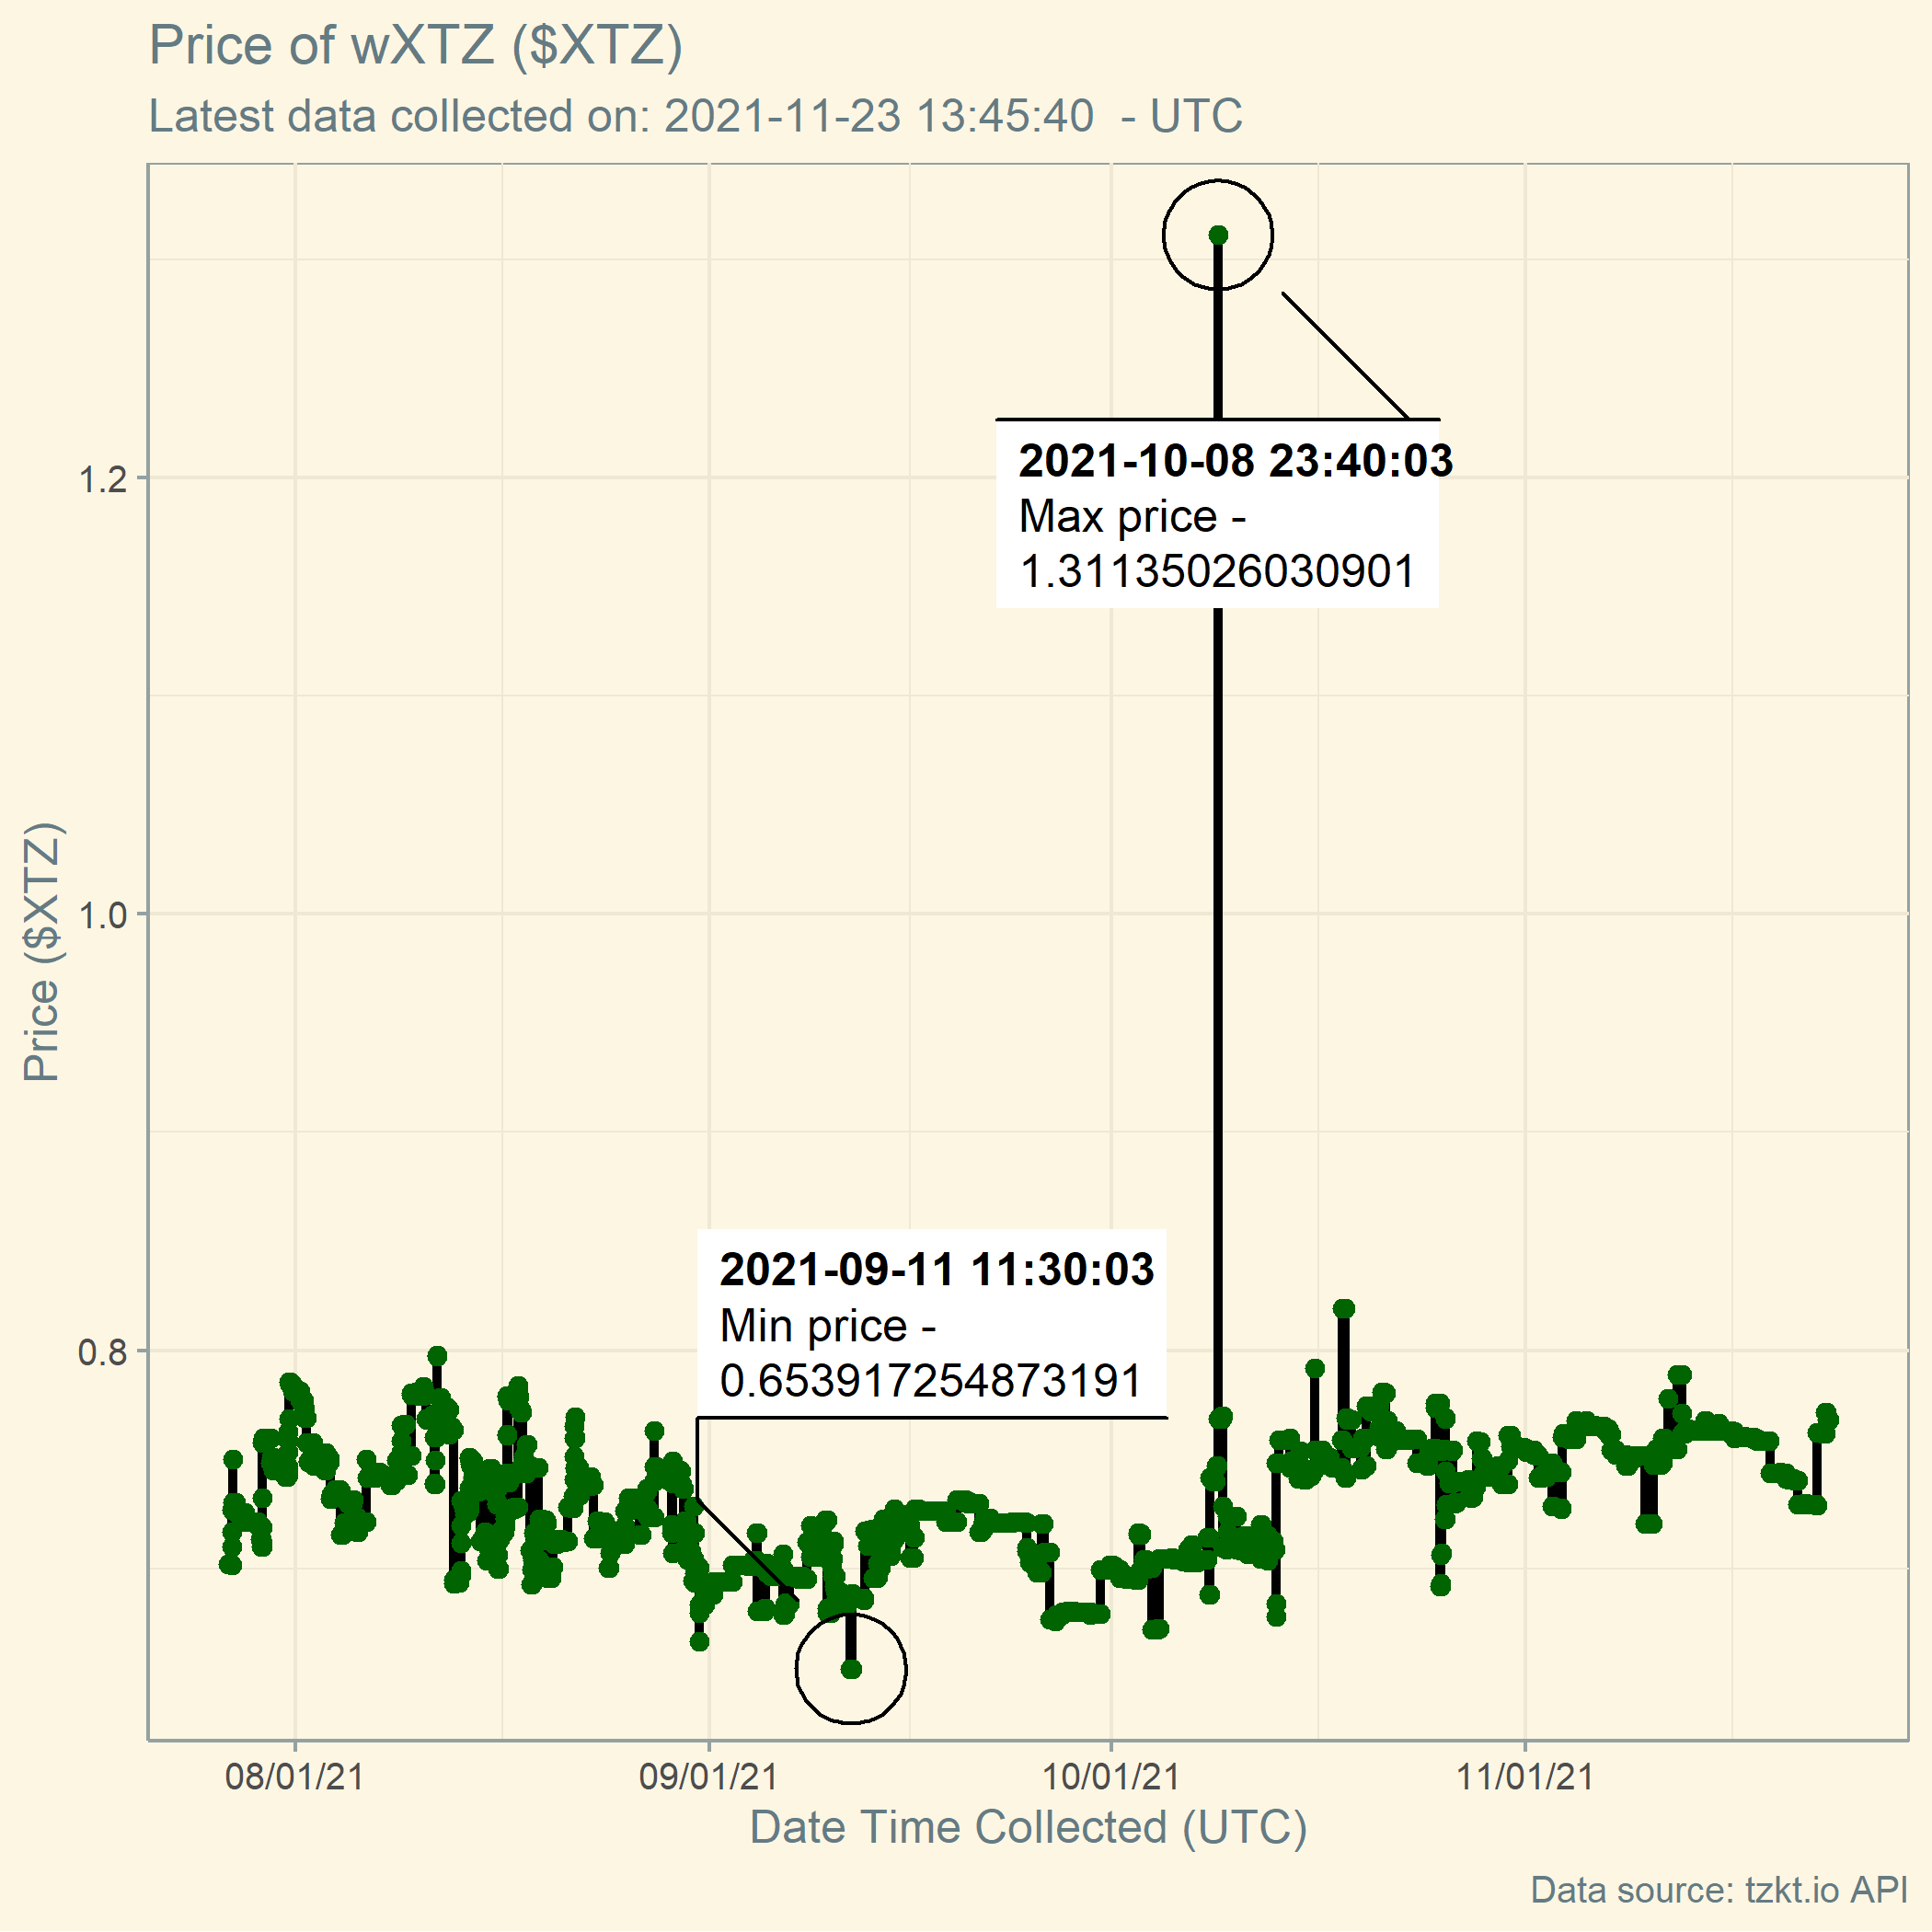 Price of wXTZ ($XTZ)
Latest data collected on: 2021-11-23 13:45:40  - UTC
2021-10-08 23:40:03
Max price -
1.31135026030901
1.2
1.0
Price ($XTZ)
2021-09-11 11:30:03
Min price -
0.653917254873191
0.8
08/01/21
09/01/21
10/01/21
11/01/21
Date Time Collected (UTC)
Data source: tzkt.io API